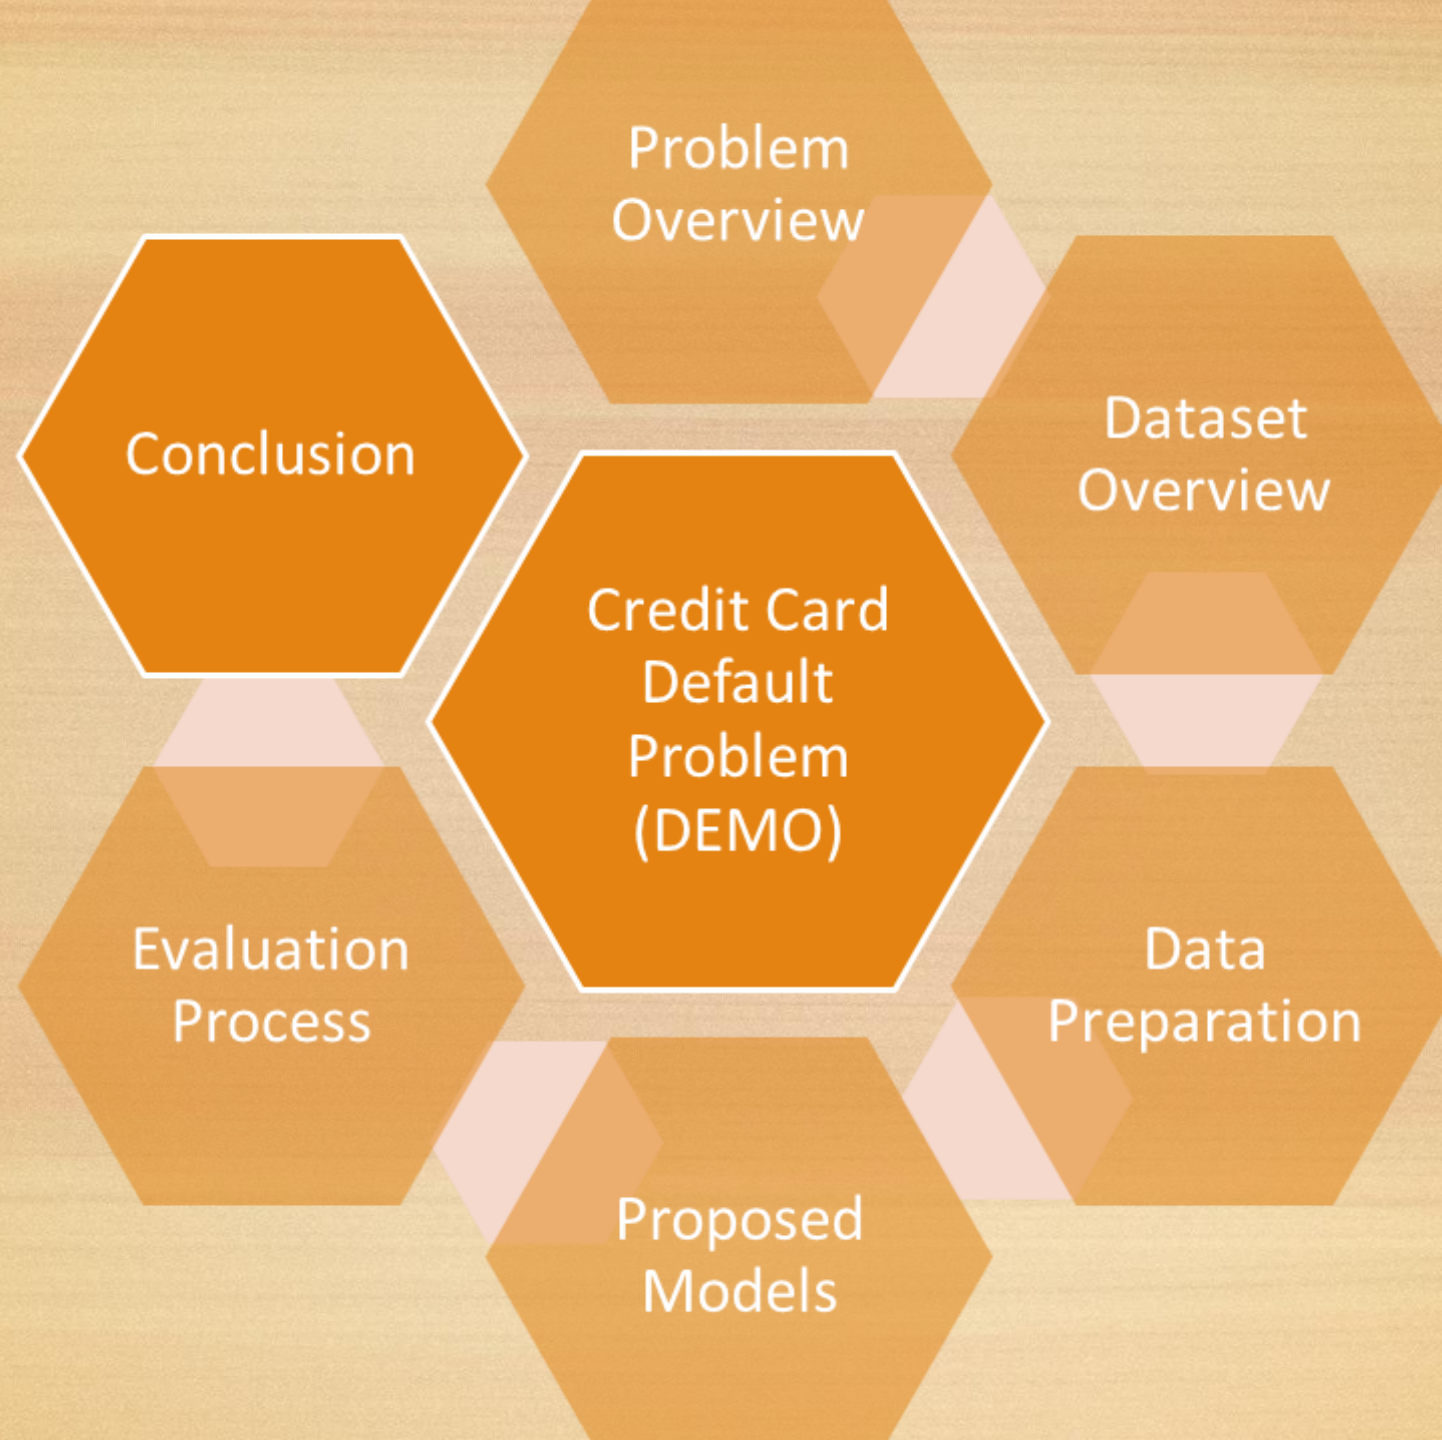 Problem
Overview
Dataset
Overview
Data
Preparation
Proposed
Models
Evaluation
Process
Conclusion
Credit Card
Default
Problem
(DEMO)